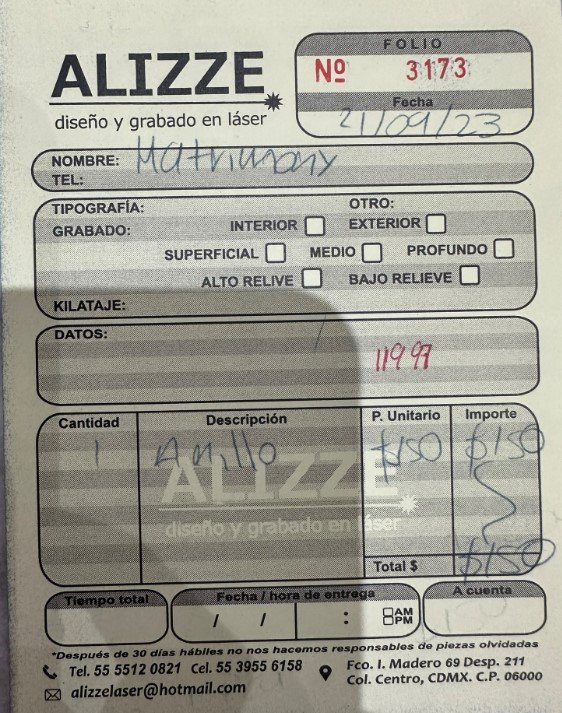 ALIZZE
diseño y grabado en láser
FOLIO
Nº 3173
Fecha
21/09/23
NOMBRE: Matrimony
TEL:
TIPOGRAFÍA: OTRO:
GRABADO: INTERIOR EXTERIOR
SUPERFICIAL MEDIO PROFUNDO
ALTO RELIVE BAJO RELIEVE
KILATAJE:
DATOS:
11997
Cantidad Descripción P. Unitario Importe
1 Anillo $150 $150
ALIZZE
diseño y grabado en láser
Total $ $150
Tiempo total Fecha / hora de entrega A cuenta
/ / : AM
PM
*Después de 30 días hábiles no nos hacemos responsables de piezas olvidadas
Tel. 55 5512 0821 Cel. 55 3955 6158
alizzelaser@hotmail.com
Fco. I. Madero 69 Desp. 211
Col. Centro, CDMX. C.P. 06000